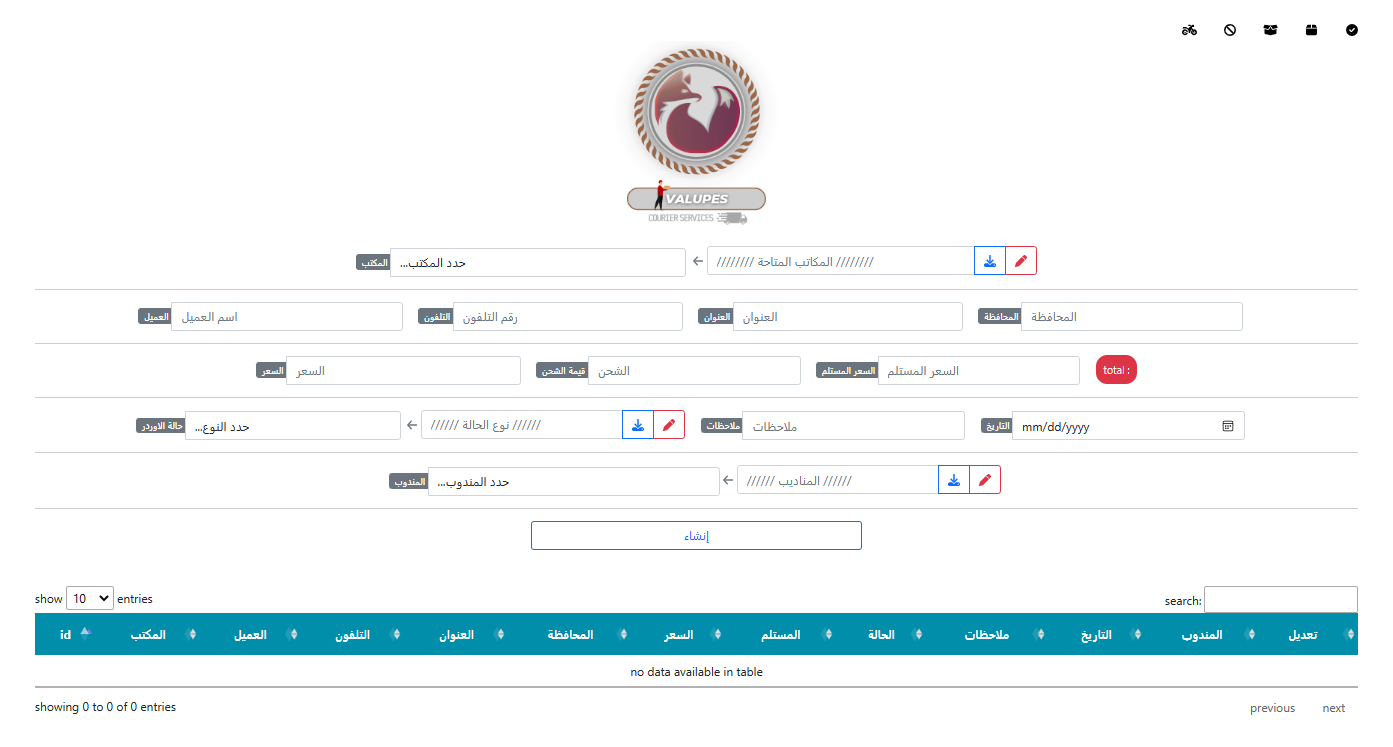 VALUPES
COURIER SERVICES
المكتب حدد المكتب... ← //////// المكاتب المتاحة ////////
العميل اسم العميل التلفون رقم التلفون العنوان العنوان المحافظة المحافظة
السعر السعر قيمة الشحن الشحن السعر المستلم السعر المستلم total :
حالة الاوردر حدد النوع... ← ////// نوع الحالة ////// ملاحظات ملاحظات التاريخ mm/dd/yyyy
المندوب حدد المندوب... ← ////// المناديب //////
إنشاء
show 10 entries search:
id المكتب العميل التلفون العنوان المحافظة السعر المستلم الحالة ملاحظات التاريخ المندوب تعديل
no data available in table
showing 0 to 0 of 0 entries previous next